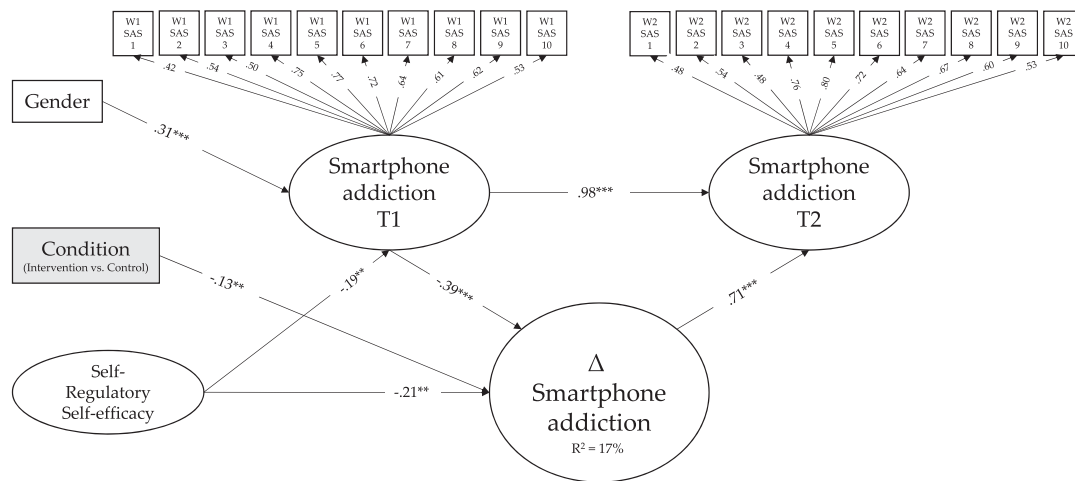 W1 SAS 1
W1 SAS 2
W1 SAS 3
W1 SAS 4
W1 SAS 5
W1 SAS 6
W1 SAS 7
W1 SAS 8
W1 SAS 9
W1 SAS 10
W2 SAS 1
W2 SAS 2
W2 SAS 3
W2 SAS 4
W2 SAS 5
W2 SAS 6
W2 SAS 7
W2 SAS 8
W2 SAS 9
W2 SAS 10
.42
.54
.50
.75
.77
.72
.64
.61
.62
.53
.48
.54
.48
.76
.80
.72
.64
.67
.60
.53
Gender
.31***
Smartphone
addiction
T1
.98***
Smartphone
addiction
T2
Condition
(Intervention vs. Control)
-.13**
-.19**
-.39***
.71***
Self-
Regulatory
Self-efficacy
-.21**
Δ
Smartphone
addiction
R² = 17%